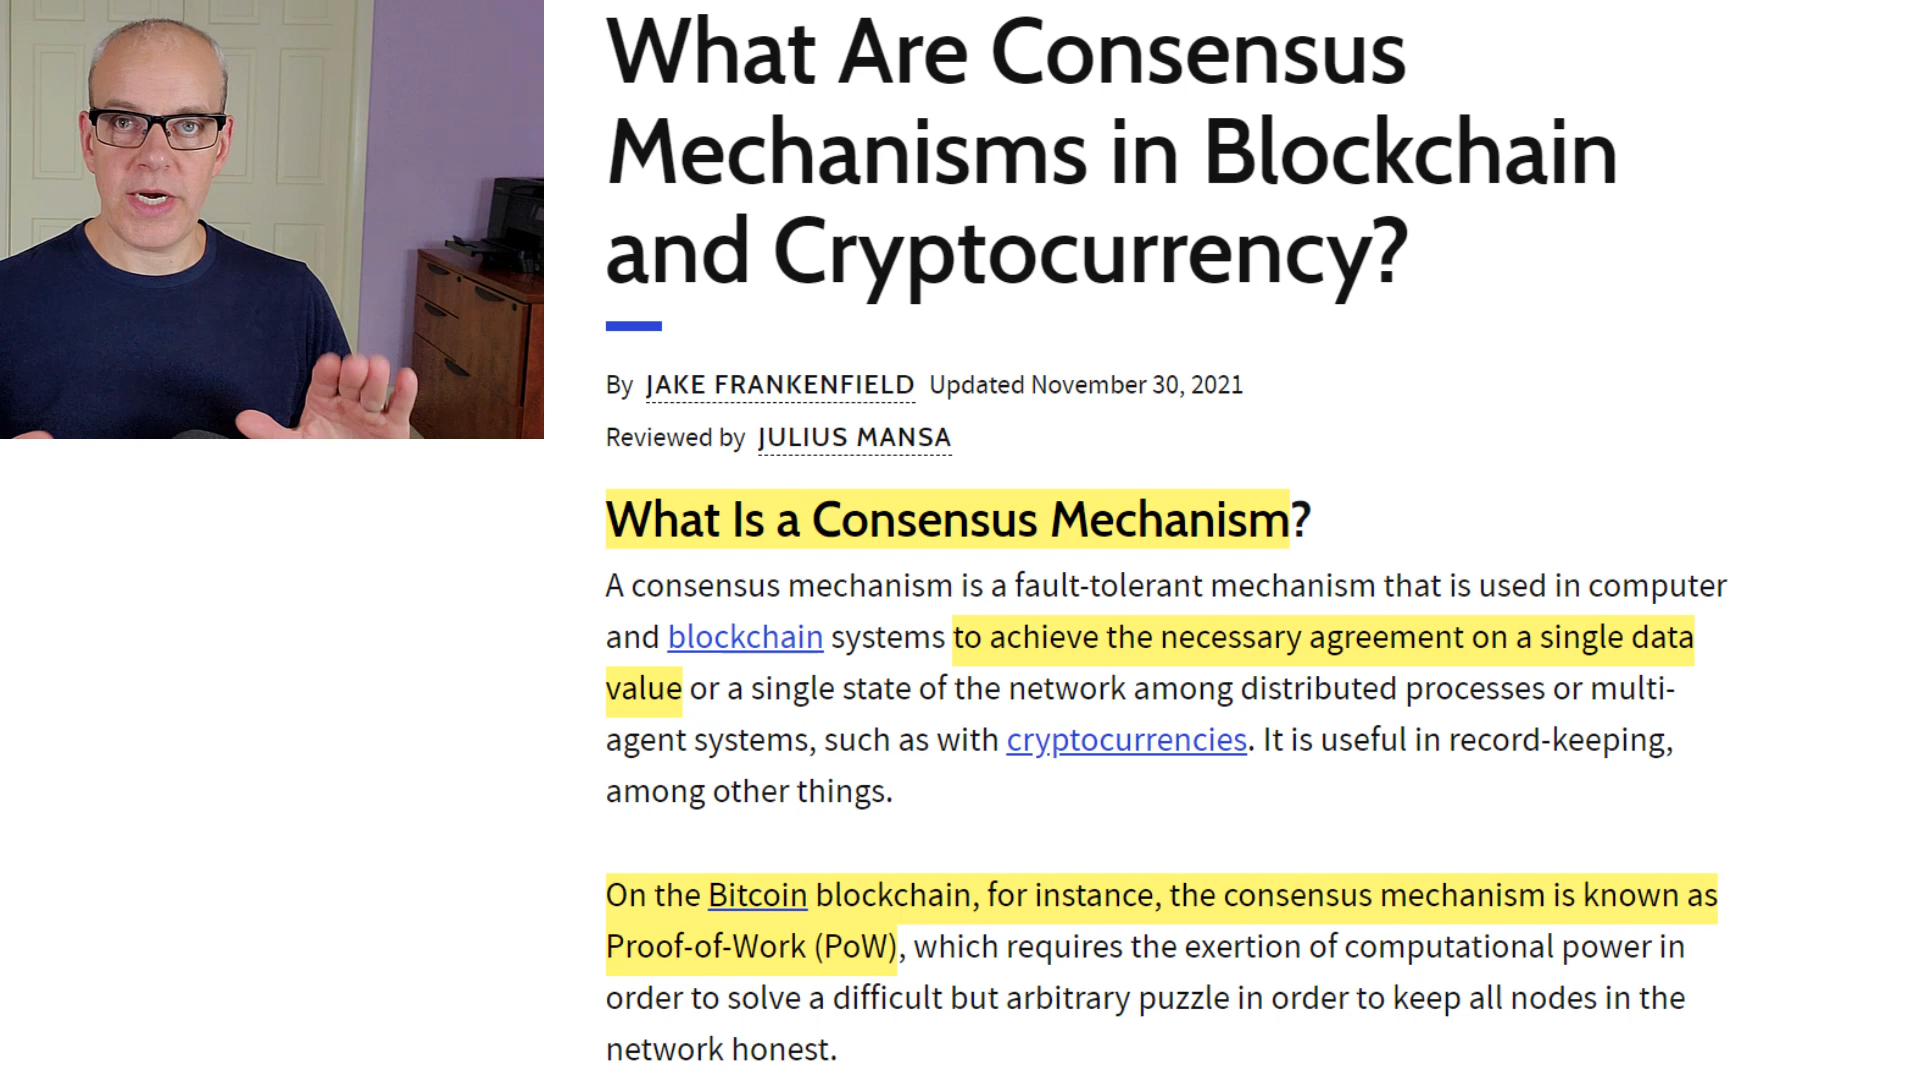 What Are Consensus
Mechanisms in Blockchain
and Cryptocurrency?
By JAKE FRANKENFIELD Updated November 30, 2021
Reviewed by JULIUS MANSA
What Is a Consensus Mechanism?
A consensus mechanism is a fault-tolerant mechanism that is used in computer
and blockchain systems to achieve the necessary agreement on a single data
value or a single state of the network among distributed processes or multi-
agent systems, such as with cryptocurrencies. It is useful in record-keeping,
among other things.
On the Bitcoin blockchain, for instance, the consensus mechanism is known as
Proof-of-Work (PoW), which requires the exertion of computational power in
order to solve a difficult but arbitrary puzzle in order to keep all nodes in the
network honest.